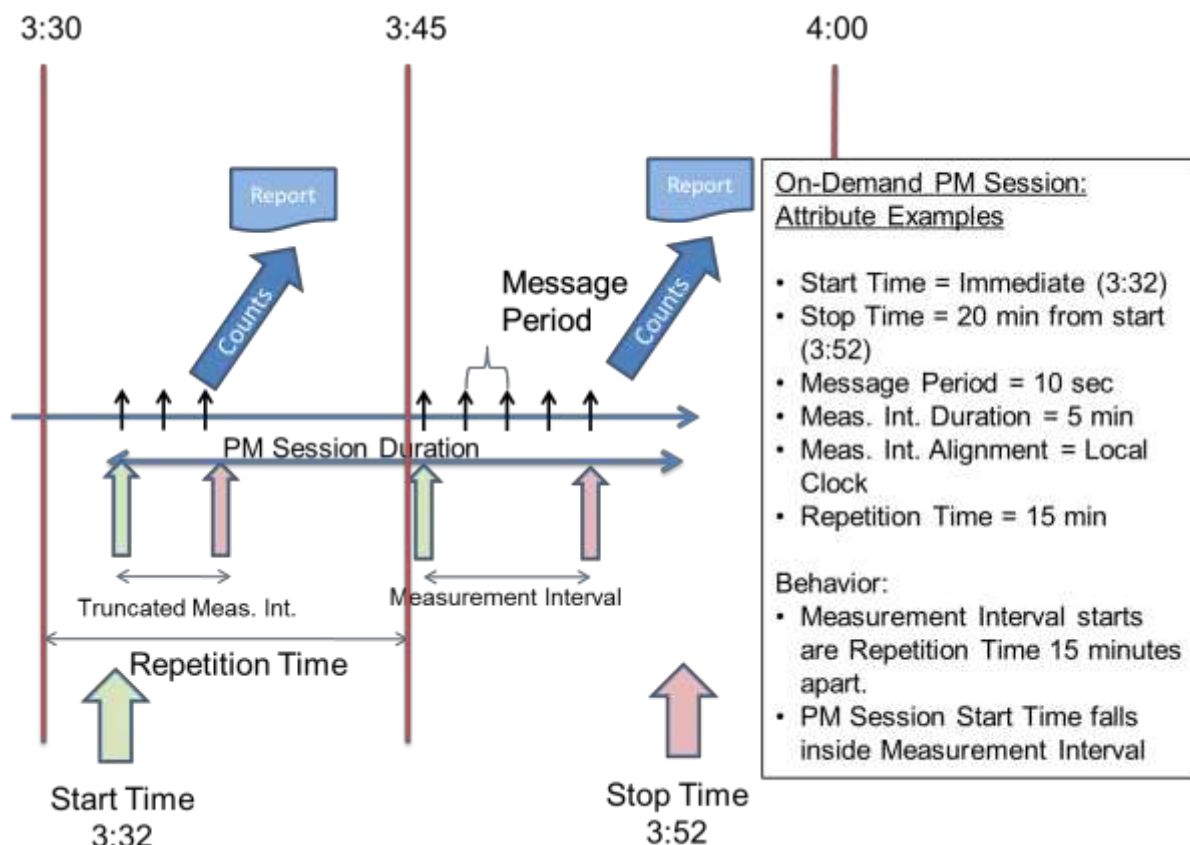 3:30
3:45
4:00
Report
Report
Counts
Counts
Message
Period
PM Session Duration
Truncated Meas. Int.
Measurement Interval
Repetition Time
Start Time
3:32
Stop Time
3:52
On-Demand PM Session:
Attribute Examples
• Start Time = Immediate (3:32)
• Stop Time = 20 min from start
(3:52)
• Message Period = 10 sec
• Meas. Int. Duration = 5 min
• Meas. Int. Alignment = Local
Clock
• Repetition Time = 15 min
Behavior:
• Measurement Interval starts
are Repetition Time 15 minutes
apart.
• PM Session Start Time falls
inside Measurement Interval